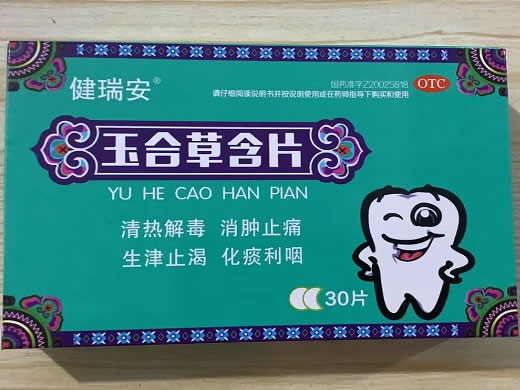 健瑞安®
国药准字Z20025818
OTC
请仔细阅读说明书并按说明使用或在药师指导下购买和使用
玉合草含片
YU HE CAO HAN PIAN
清热解毒 消肿止痛
生津止渴 化痰利咽
30片